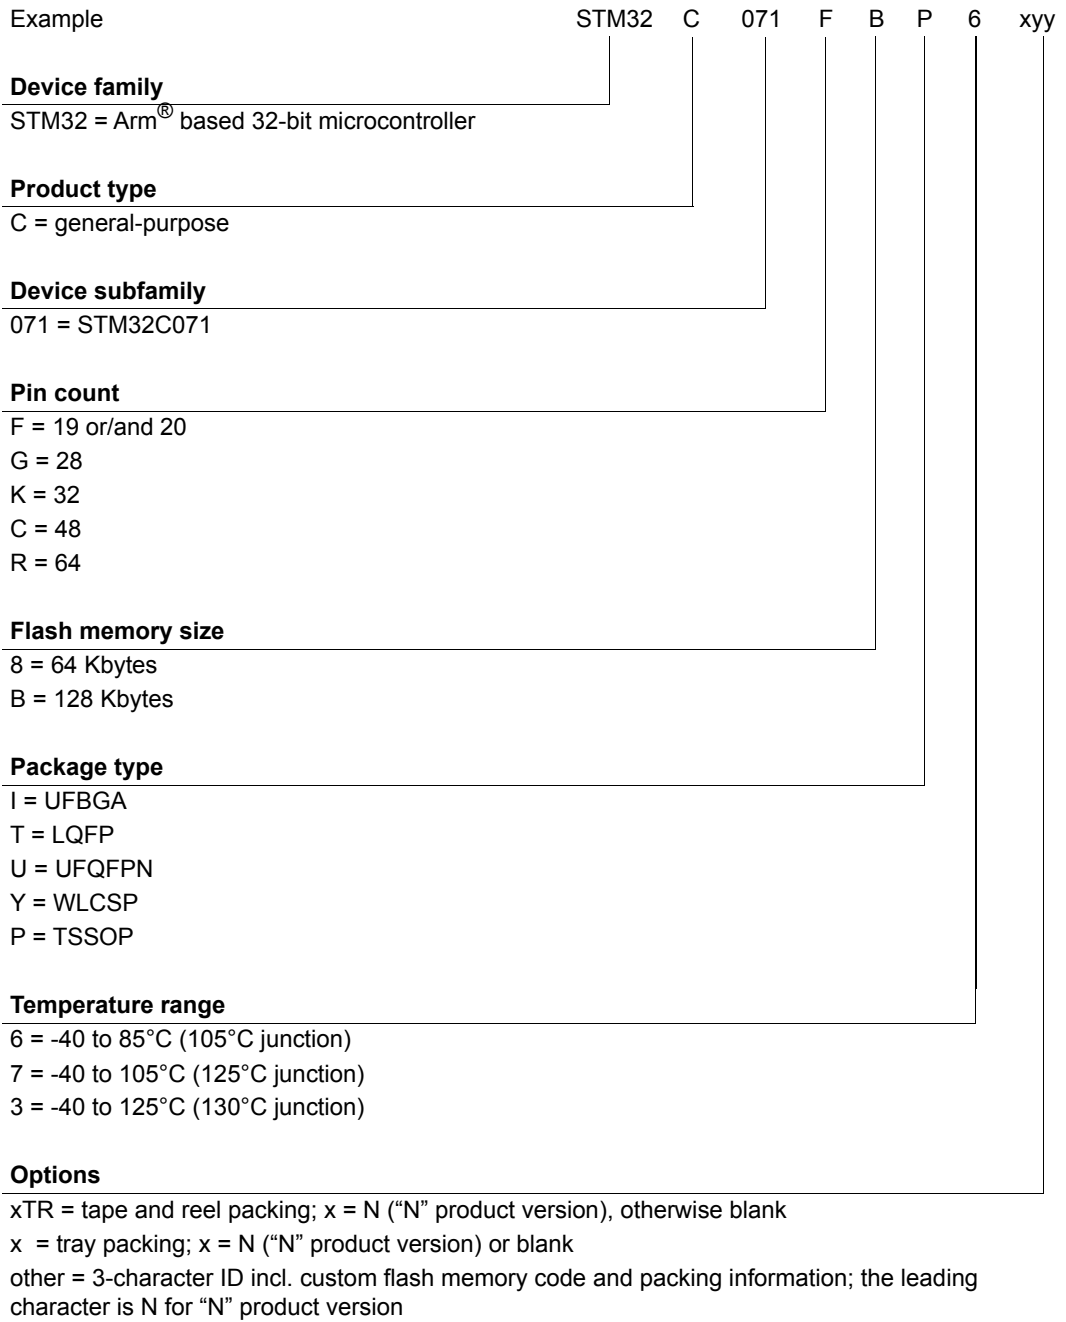 Example STM32 C 071 F B P 6 xyy
Device family
STM32 = Arm® based 32-bit microcontroller
Product type
C = general-purpose
Device subfamily
071 = STM32C071
Pin count
F = 19 or/and 20
G = 28
K = 32
C = 48
R = 64
Flash memory size
8 = 64 Kbytes
B = 128 Kbytes
Package type
I = UFBGA
T = LQFP
U = UFQFPN
Y = WLCSP
P = TSSOP
Temperature range
6 = -40 to 85°C (105°C junction)
7 = -40 to 105°C (125°C junction)
3 = -40 to 125°C (130°C junction)
Options
xTR = tape and reel packing; x = N (“N” product version), otherwise blank
x = tray packing; x = N (“N” product version) or blank
other = 3-character ID incl. custom flash memory code and packing information; the leading
character is N for “N” product version